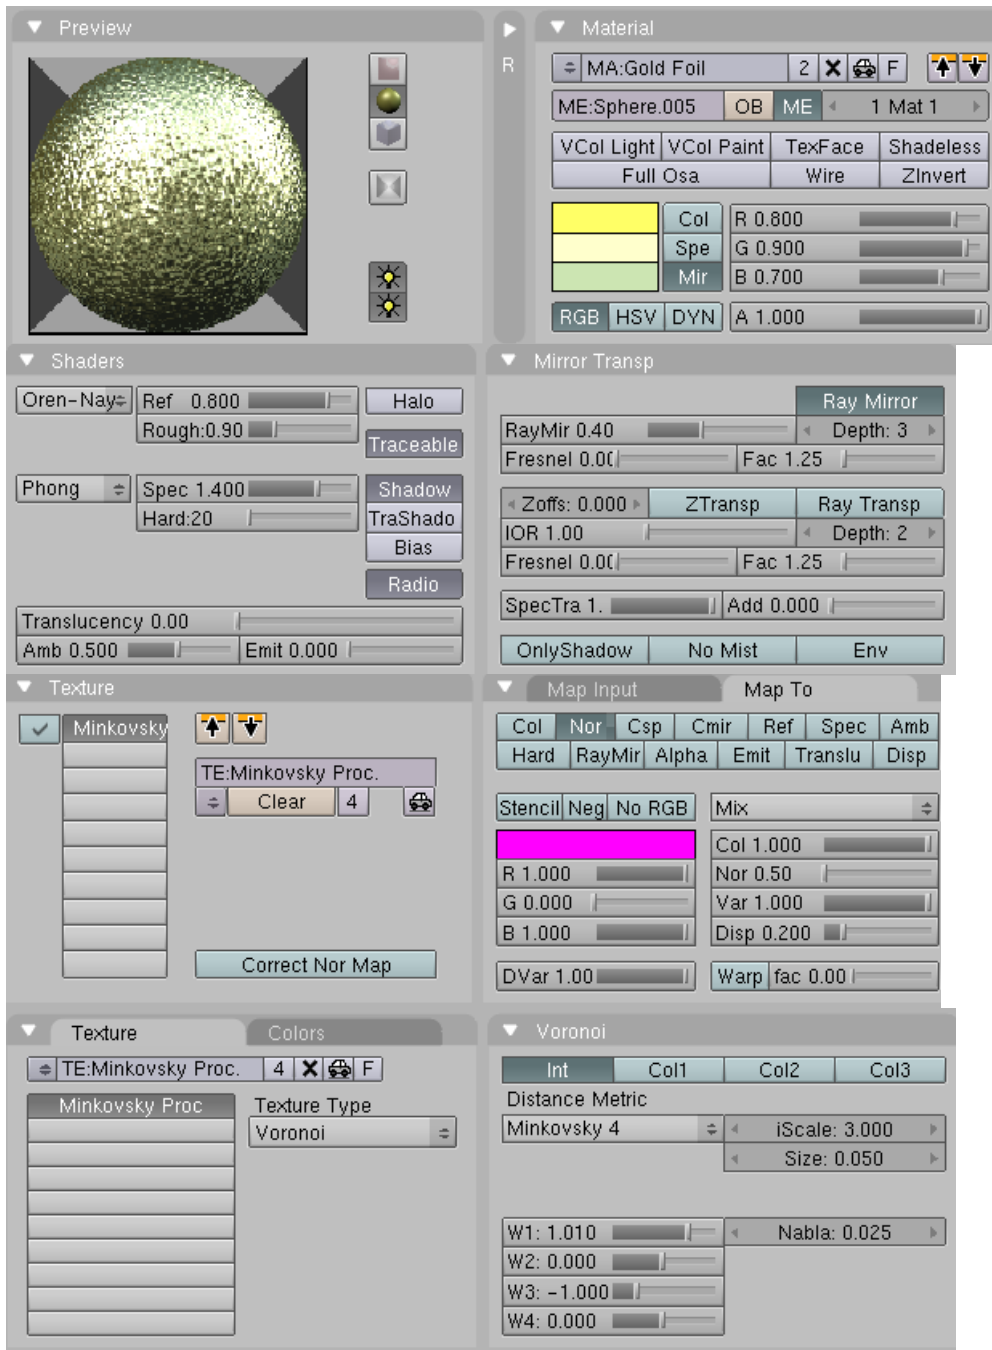 Preview
R
Material
MA:Gold Foil 2 F
ME:Sphere.005 OB ME 1 Mat 1
VCol Light VCol Paint TexFace Shadeless
Full Osa Wire ZInvert
Col R 0.800
Spe G 0.900
Mir B 0.700
RGB HSV DYN A 1.000
Shaders
Oren-Nay Ref 0.800 Halo
Rough:0.90
Traceable
Phong Spec 1.400 Shadow
Hard:20 TraShado
Bias
Radio
Translucency 0.00
Amb 0.500 Emit 0.000
Mirror Transp
Ray Mirror
RayMir 0.40 Depth: 3
Fresnel 0.0( Fac 1.25
Zoffs: 0.000 ZTransp Ray Transp
IOR 1.00 Depth: 2
Fresnel 0.0( Fac 1.25
SpecTra 1. Add 0.000
OnlyShadow No Mist Env
Texture
Minkovsky
TE:Minkovsky Proc.
Clear 4
Correct Nor Map
Map Input Map To
Col Nor Csp Cmir Ref Spec Amb
Hard RayMir Alpha Emit Translu Disp
Stencil Neg No RGB Mix
Col 1.000
R 1.000 Nor 0.50
G 0.000 Var 1.000
B 1.000 Disp 0.200
DVar 1.00 Warp fac 0.00
Texture Colors
TE:Minkovsky Proc. 4 F
Minkovsky Proc Texture Type
Voronoi
Voronoi
Int Col1 Col2 Col3
Distance Metric
Minkovsky 4 iScale: 3.000
Size: 0.050
W1: 1.010 Nabla: 0.025
W2: 0.000
W3: -1.000
W4: 0.000